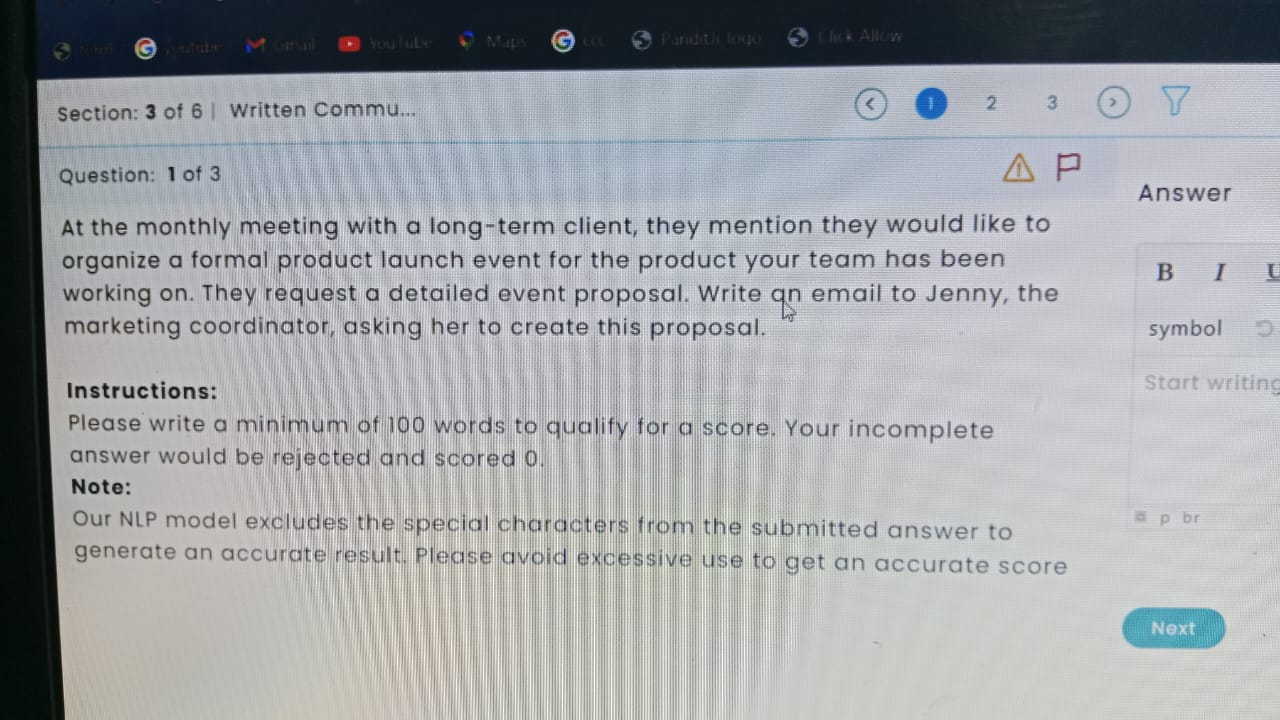 YouTube
Maps
PanditJi logo
Click Allow
Section: 3 of 6 | Written Commu...
1 2 3
Question: 1 of 3
Answer
At the monthly meeting with a long-term client, they mention they would like to
organize a formal product launch event for the product your team has been
working on. They request a detailed event proposal. Write an email to Jenny, the
marketing coordinator, asking her to create this proposal.
B I U
symbol
Start writing
Instructions:
Please write a minimum of 100 words to qualify for a score. Your incomplete
answer would be rejected and scored 0.
Note:
Our NLP model excludes the special characters from the submitted answer to
generate an accurate result. Please avoid excessive use to get an accurate score
p br
Next